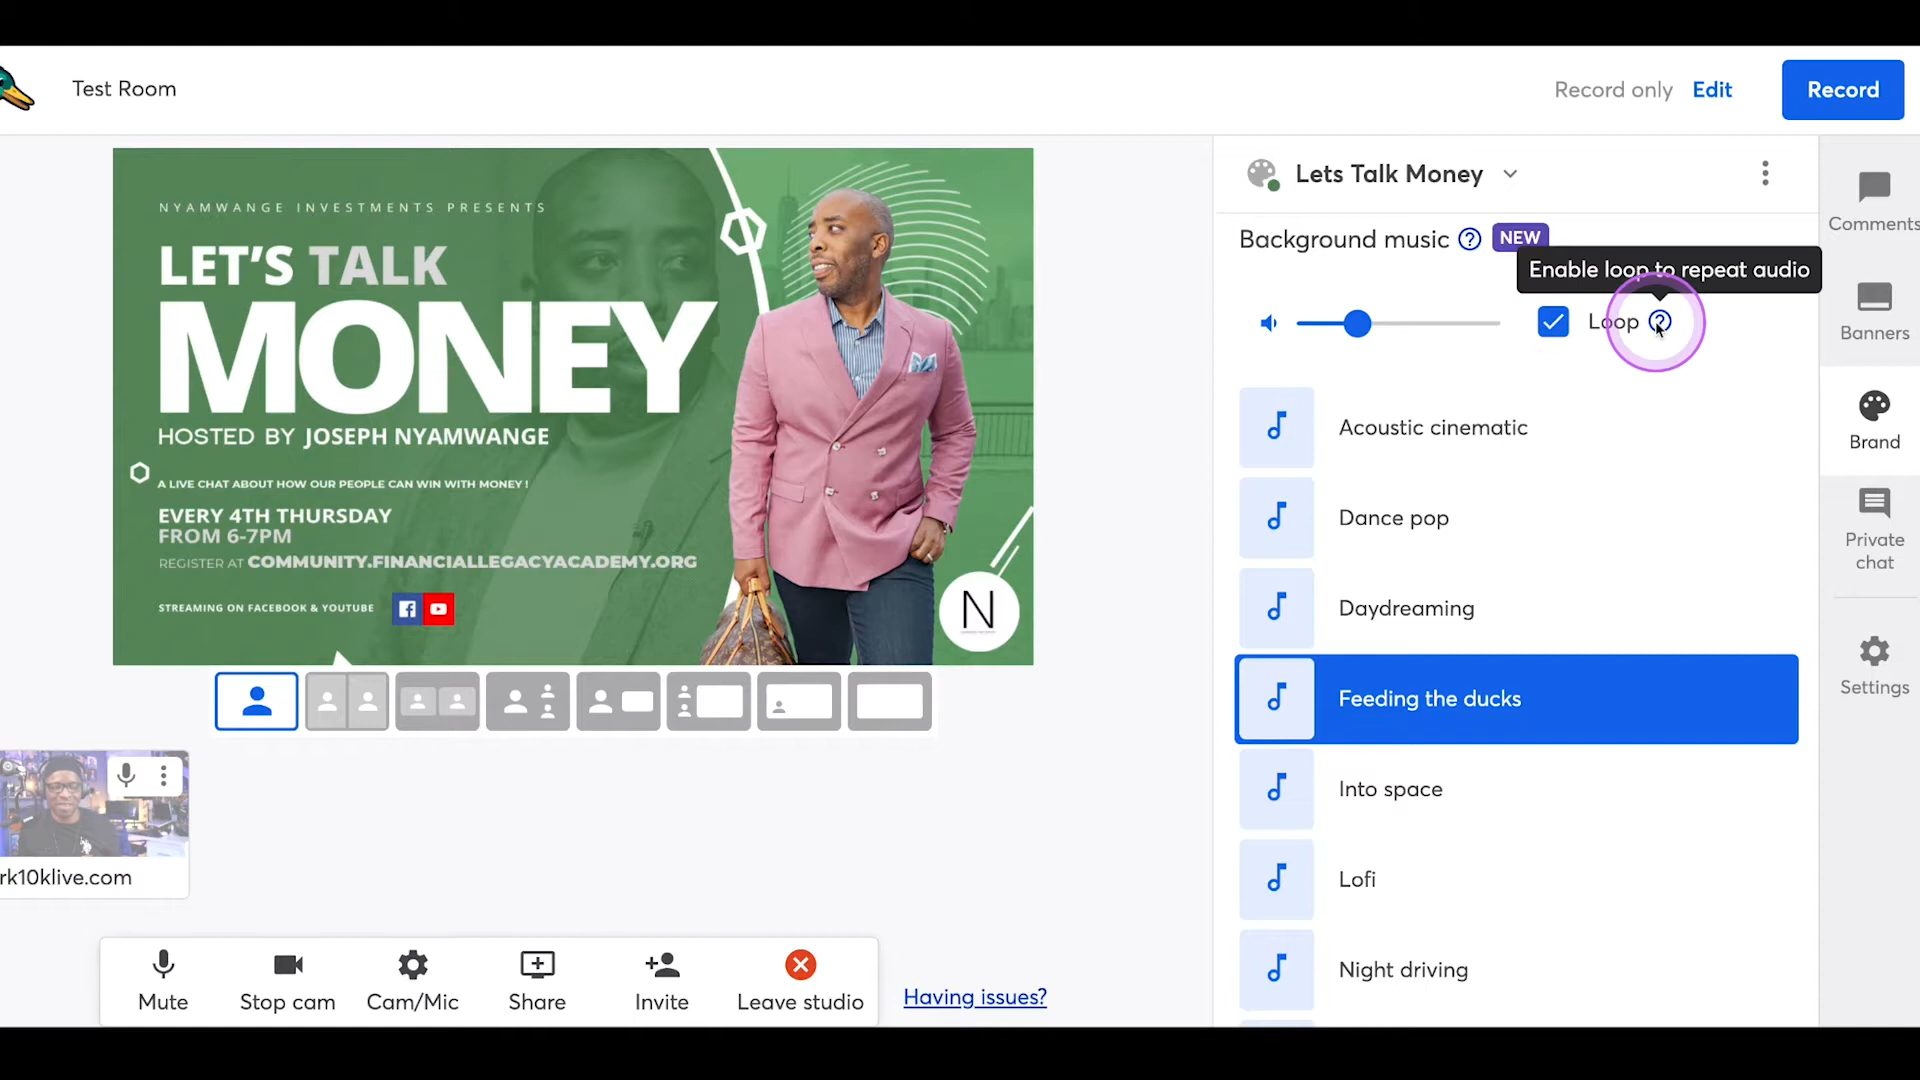 Test Room
Record only
Edit
Record
NYAMWANGE INVESTMENTS PRESENTS
LET'S TALK
MONEY
HOSTED BY JOSEPH NYAMWANGE
A LIVE CHAT ABOUT HOW OUR PEOPLE CAN WIN WITH MONEY !
EVERY 4TH THURSDAY
FROM 6-7PM
REGISTER AT COMMUNITY.FINANCIALLEGACYACADEMY.ORG
STREAMING ON FACEBOOK & YOUTUBE
N
rk10klive.com
Mute
Stop cam
Cam/Mic
Share
Invite
Leave studio
Having issues?
Lets Talk Money
Background music
NEW
Enable loop to repeat audio
Loop
Acoustic cinematic
Dance pop
Daydreaming
Feeding the ducks
Into space
Lofi
Night driving
Comments
Banners
Brand
Private
chat
Settings